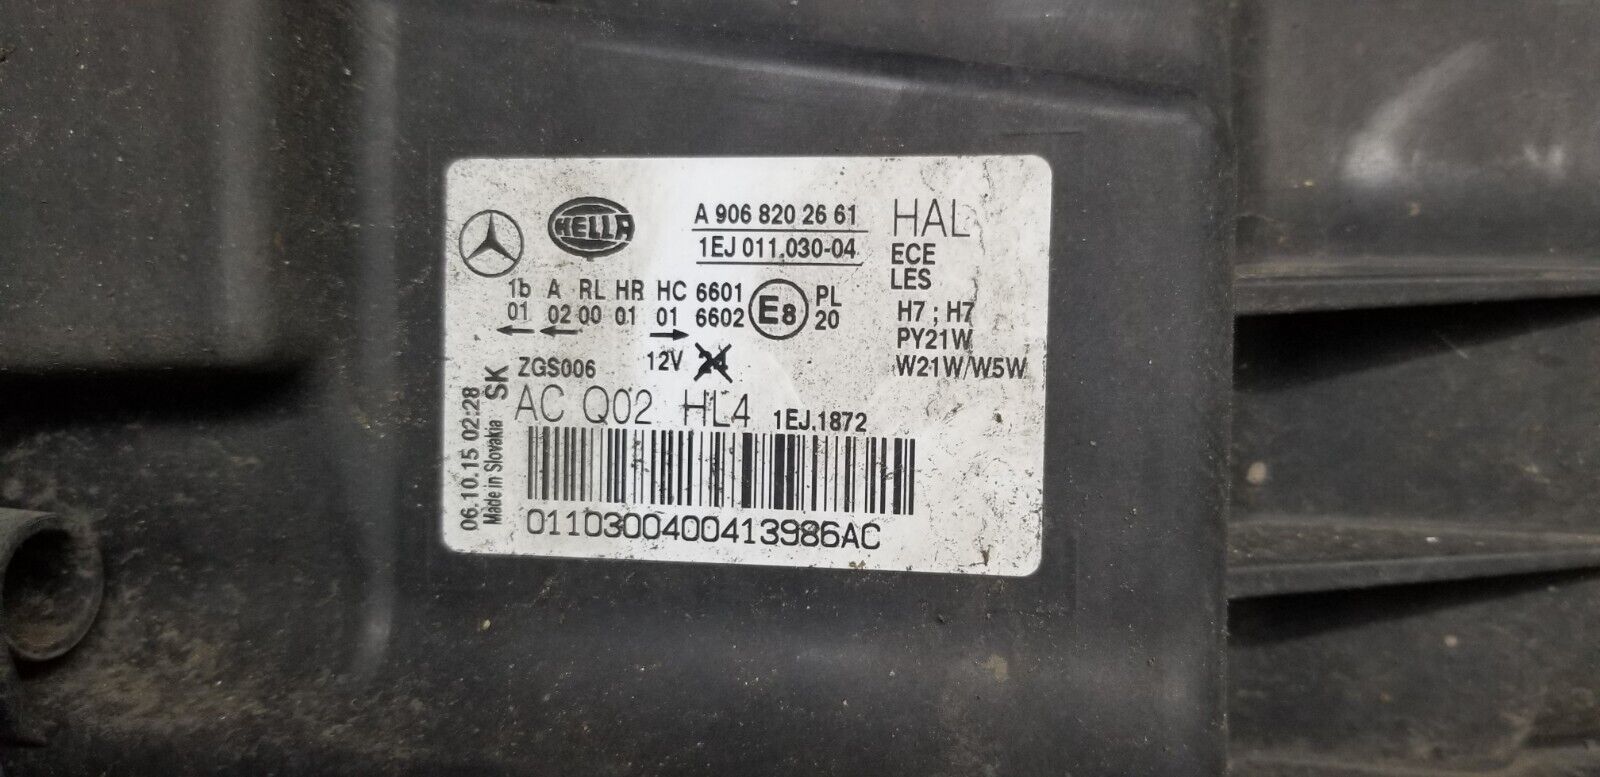 HELLA
A 906 820 26 61
1EJ 011.030-04
HAL
ECE
LES
1b A RL HR HC 6601
01 02 00 01 01 6602
E8
PL
20
H7 ; H7
PY21W
W21W/W5W
ZGS006
12V 24
AC Q02 HL4 1EJ.1872
SK
06.10.15 02:28
Made in Slovakia
0110300400413986AC